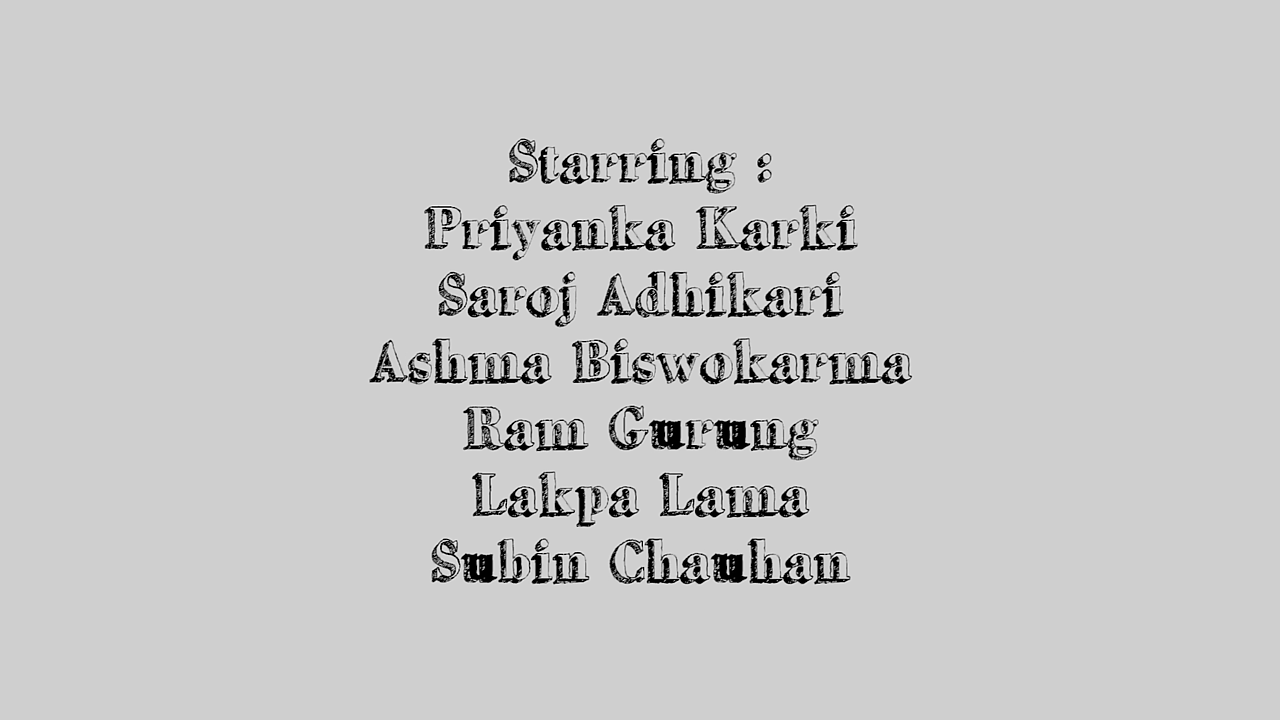 Starring :
Priyanka Karki
Saroj Adhikari
Ashma Biswokarma
Ram Gurung
Lakpa Lama
Subin Chauhan